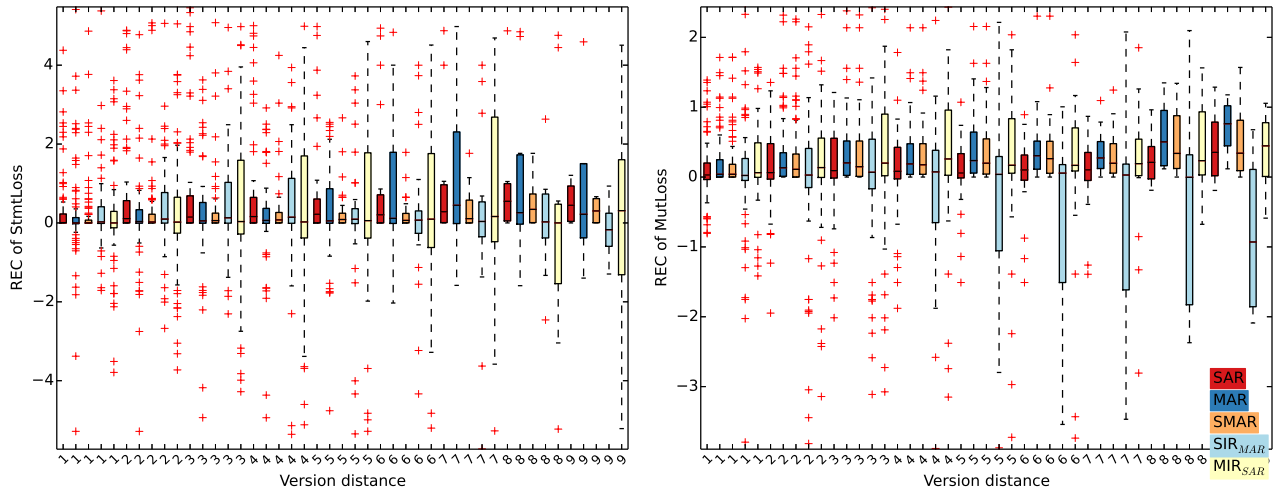 REC of StmtLoss
4
2
0
−2
−4
1 1 1 1 1 2 2 2 2 2 3 3 3 3 3 4 4 4 4 4 5 5 5 5 5 6 6 6 6 6 7 7 7 7 7 8 8 8 8 8 9 9 9 9 9
Version distance
REC of MutLoss
2
1
0
−1
−2
−3
1 1 1 1 1 2 2 2 2 2 3 3 3 3 3 4 4 4 4 4 5 5 5 5 5 6 6 6 6 6 7 7 7 7 7 8 8 8 8 8
Version distance
SAR
MAR
SMAR
SIR_MAR
MIR_SAR